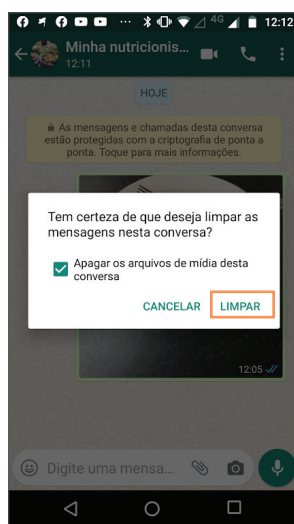 4G 12:12
Minha nutricionis...
12:11
HOJE
As mensagens e chamadas desta conversa
estão protegidas com a criptografia de ponta a
ponta. Toque para mais informações.
Tem certeza de que deseja limpar as
mensagens nesta conversa?
Apagar os arquivos de mídia desta
conversa
CANCELAR LIMPAR
12:05
Digite uma mensa...